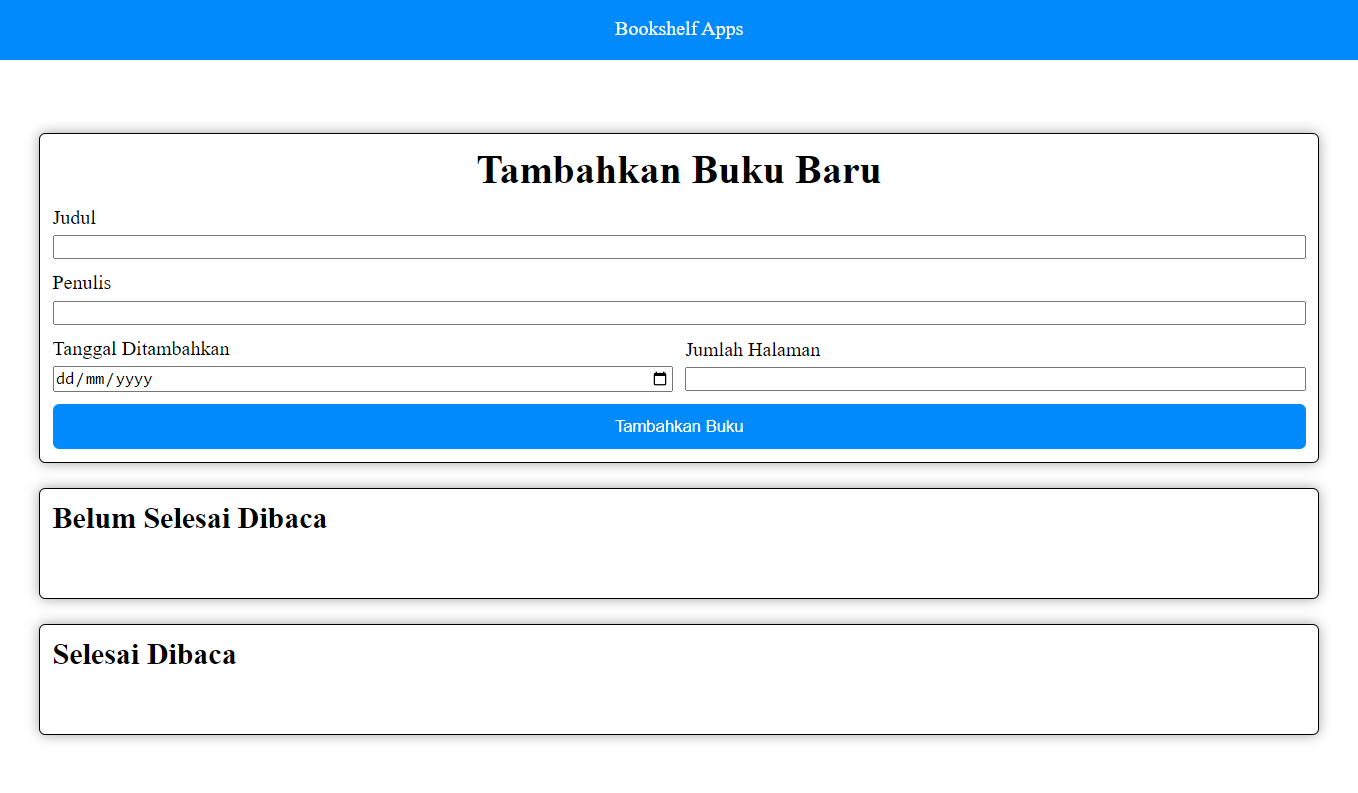 Bookshelf Apps
Tambahkan Buku Baru
Judul
Penulis
Tanggal Ditambahkan
Jumlah Halaman
dd/mm/yyyy
Tambahkan Buku
Belum Selesai Dibaca
Selesai Dibaca